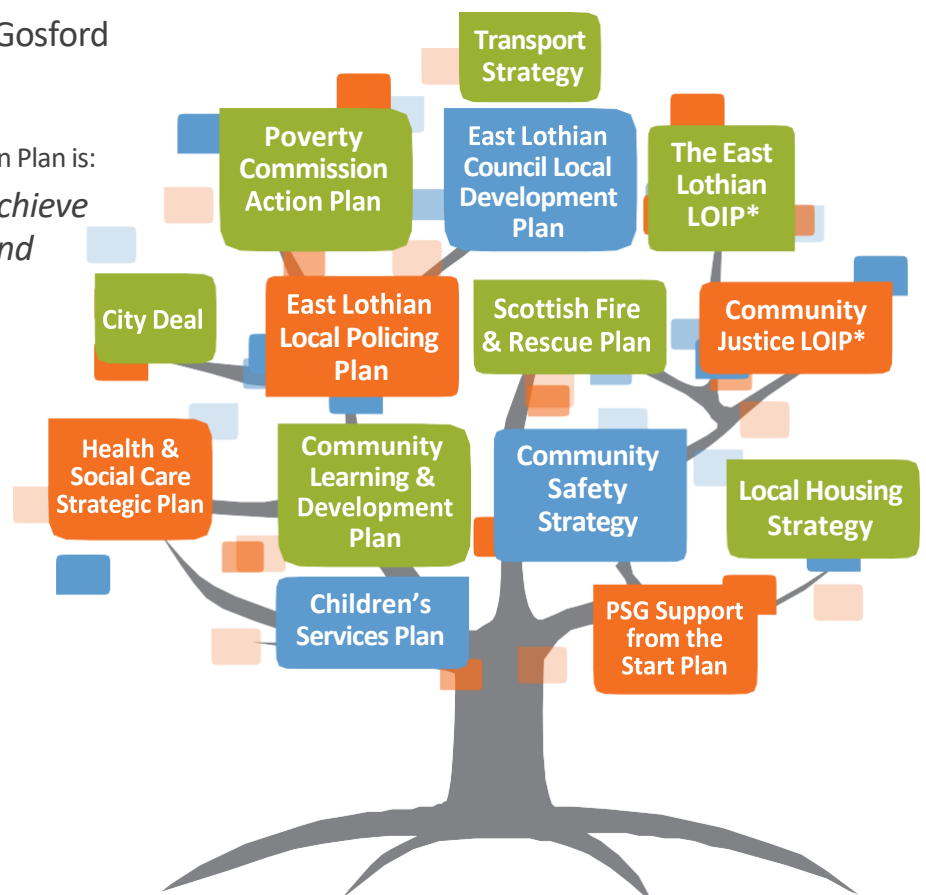 Gosford
n Plan is:
chieve
nd
Transport
Strategy
Poverty
Commission
Action Plan
East Lothian
Council Local
Development
Plan
The East
Lothian
LOIP*
City Deal
East Lothian
Local Policing
Plan
Scottish Fire
& Rescue Plan
Community
Justice LOIP*
Health &
Social Care
Strategic Plan
Community
Learning &
Development
Plan
Community
Safety
Strategy
Local Housing
Strategy
Children’s
Services Plan
PSG Support
from the
Start Plan